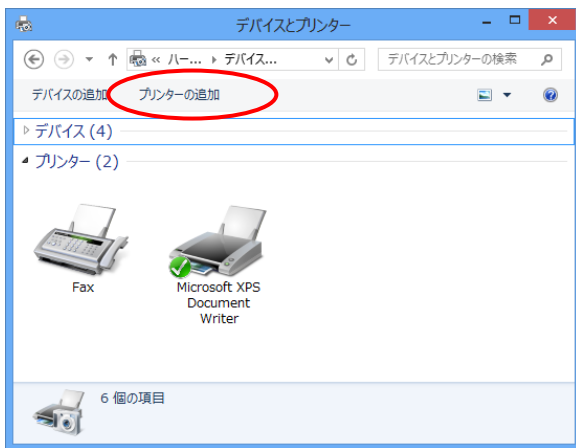 デバイスとプリンター
« ハー... ▸ デバイス...
デバイスとプリンターの検索
デバイスの追加
プリンターの追加
デバイス (4)
プリンター (2)
Fax
Microsoft XPS
Document
Writer
6 個の項目